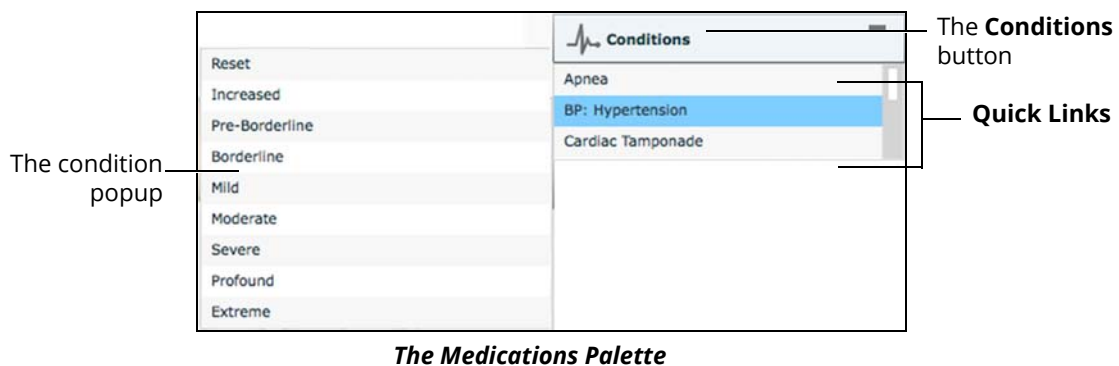 Conditions
Apnea
BP: Hypertension
Cardiac Tamponade
Reset
Increased
Pre-Borderline
Borderline
Mild
Moderate
Severe
Profound
Extreme
The condition
popup
The Conditions
button
Quick Links
The Medications Palette